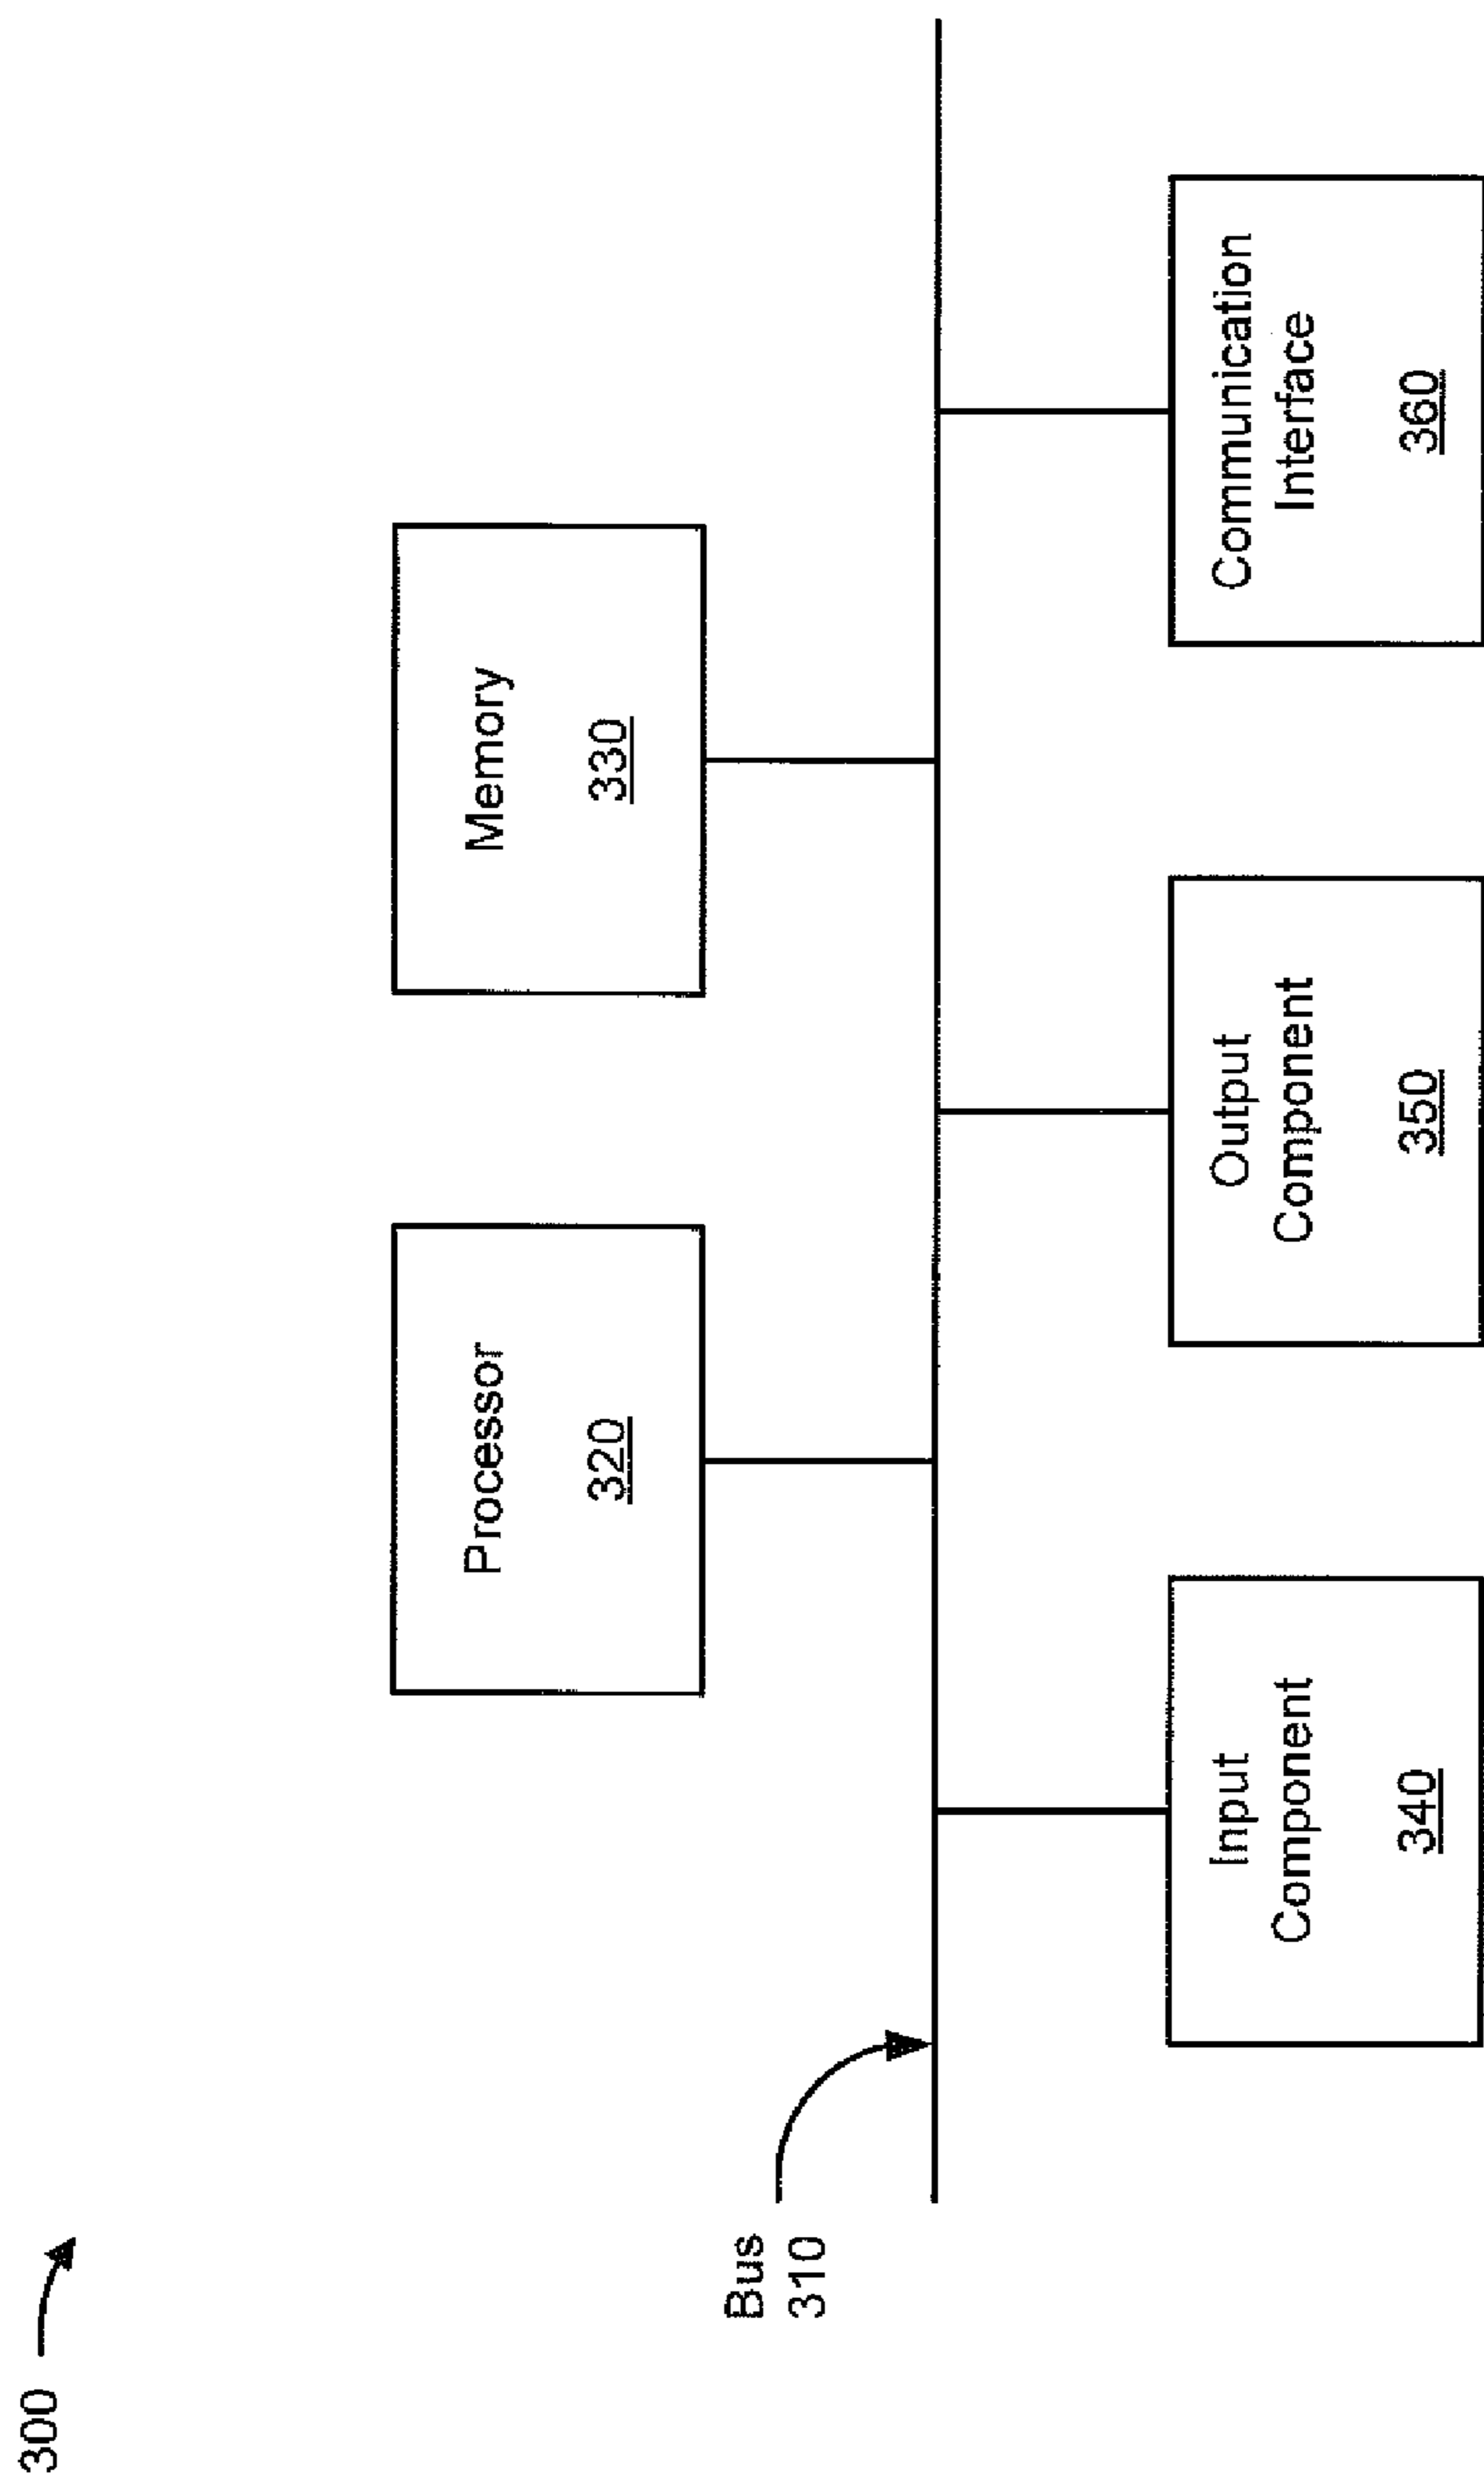 300
Processor
320
Memory
330
Bus
310
Input
Component
340
Output
Component
350
Communication
Interface
360